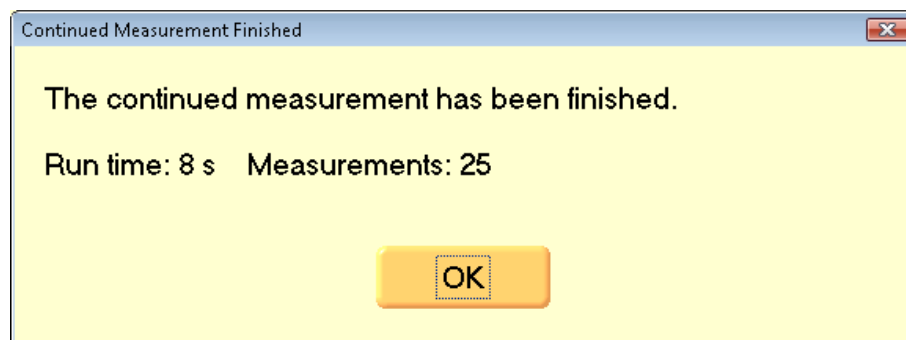 Continued Measurement Finished
The continued measurement has been finished.
Run time: 8 s Measurements: 25
OK